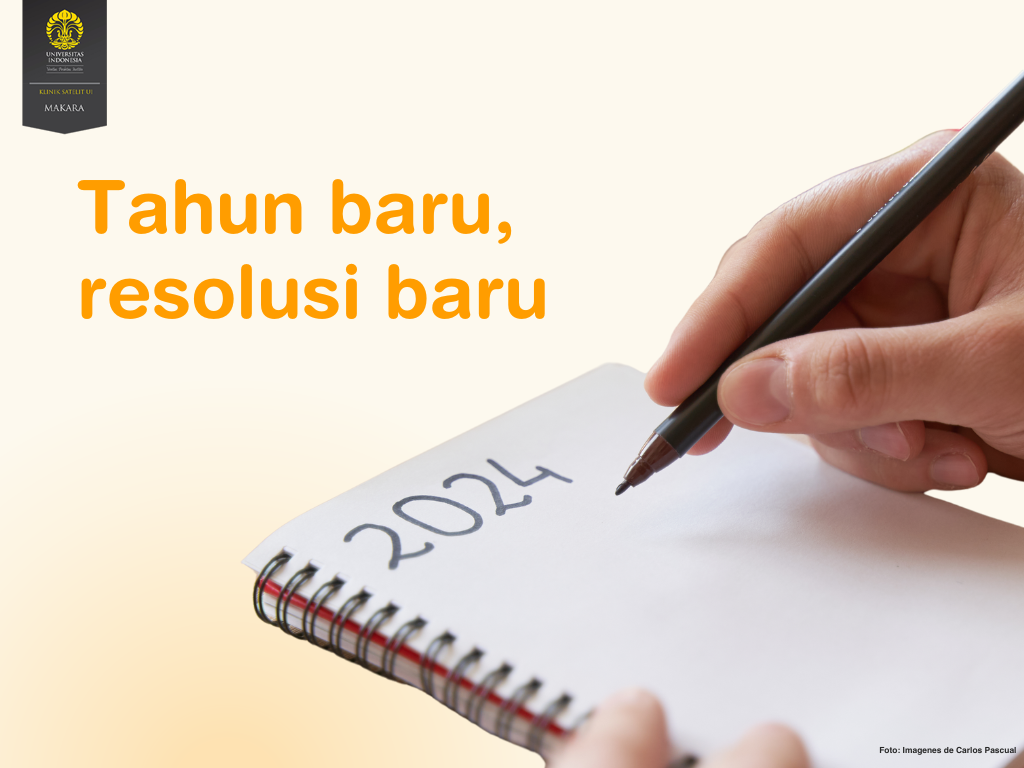 UNIVERSITAS
INDONESIA
KLINIK SATELIT UI
MAKARA
Tahun baru,
resolusi baru
2024
Foto: Imagenes de Carlos Pascual